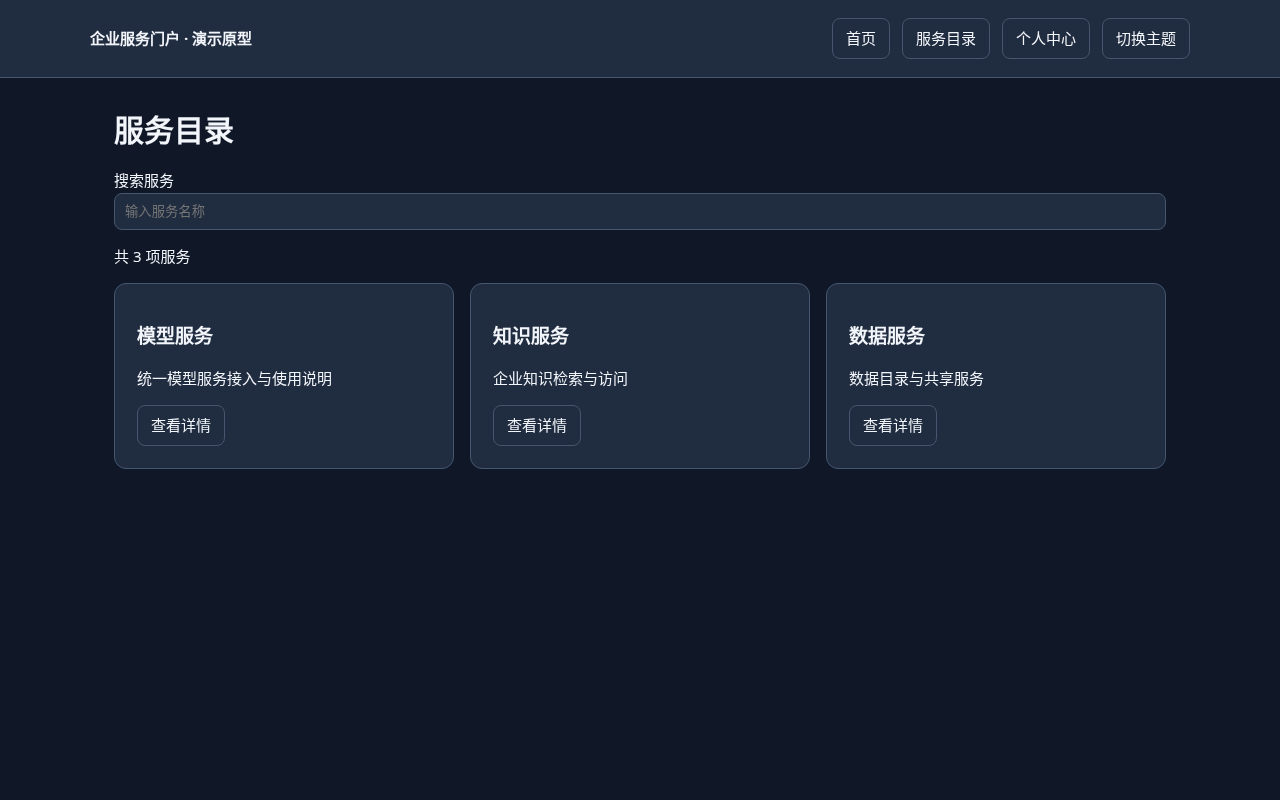 企业服务门户 · 演示原型
首页
服务目录
个人中心
切换主题
服务目录
搜索服务
输入服务名称
共 3 项服务
模型服务
统一模型服务接入与使用说明
查看详情
知识服务
企业知识检索与访问
查看详情
数据服务
数据目录与共享服务
查看详情